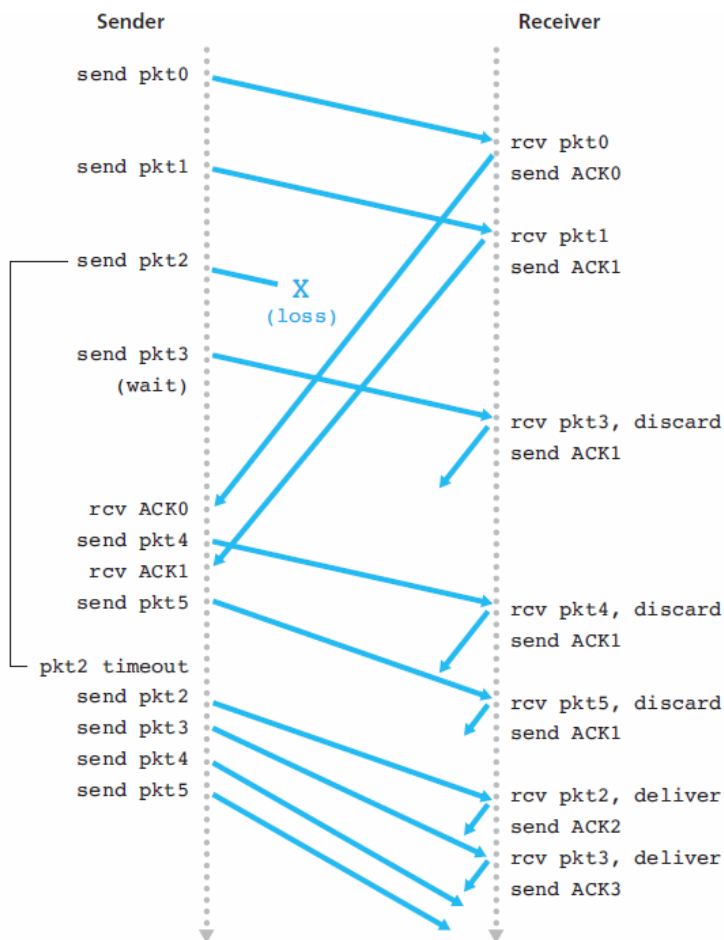 Sender
Receiver
send pkt0
rcv pkt0
send ACK0
send pkt1
rcv pkt1
send ACK1
send pkt2
X
(loss)
send pkt3
(wait)
rcv pkt3, discard
send ACK1
rcv ACK0
send pkt4
rcv ACK1
send pkt5
rcv pkt4, discard
send ACK1
pkt2 timeout
send pkt2
send pkt3
send pkt4
send pkt5
rcv pkt5, discard
send ACK1
rcv pkt2, deliver
send ACK2
rcv pkt3, deliver
send ACK3